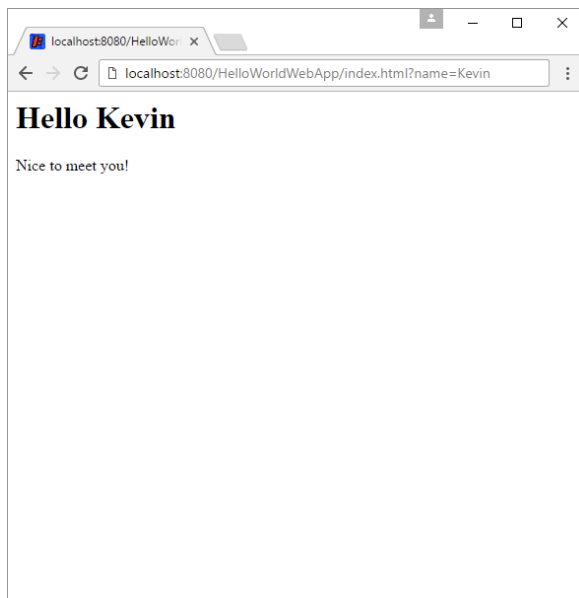 localhost:8080/HelloWor
localhost:8080/HelloWorldWebApp/index.html?name=Kevin
Hello Kevin
Nice to meet you!